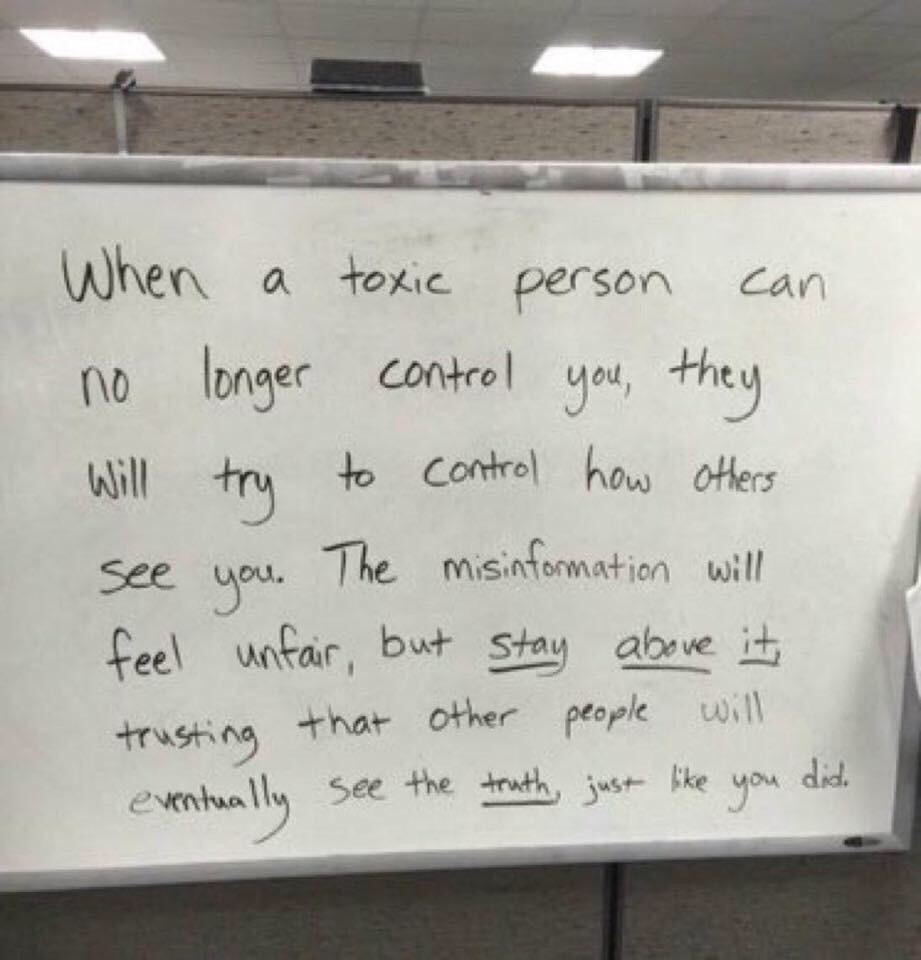 When a toxic person can
no longer control you, they
will try to control how others
see you. The misinformation will
feel unfair, but stay above it,
trusting that other people will
eventually see the truth, just like you did.